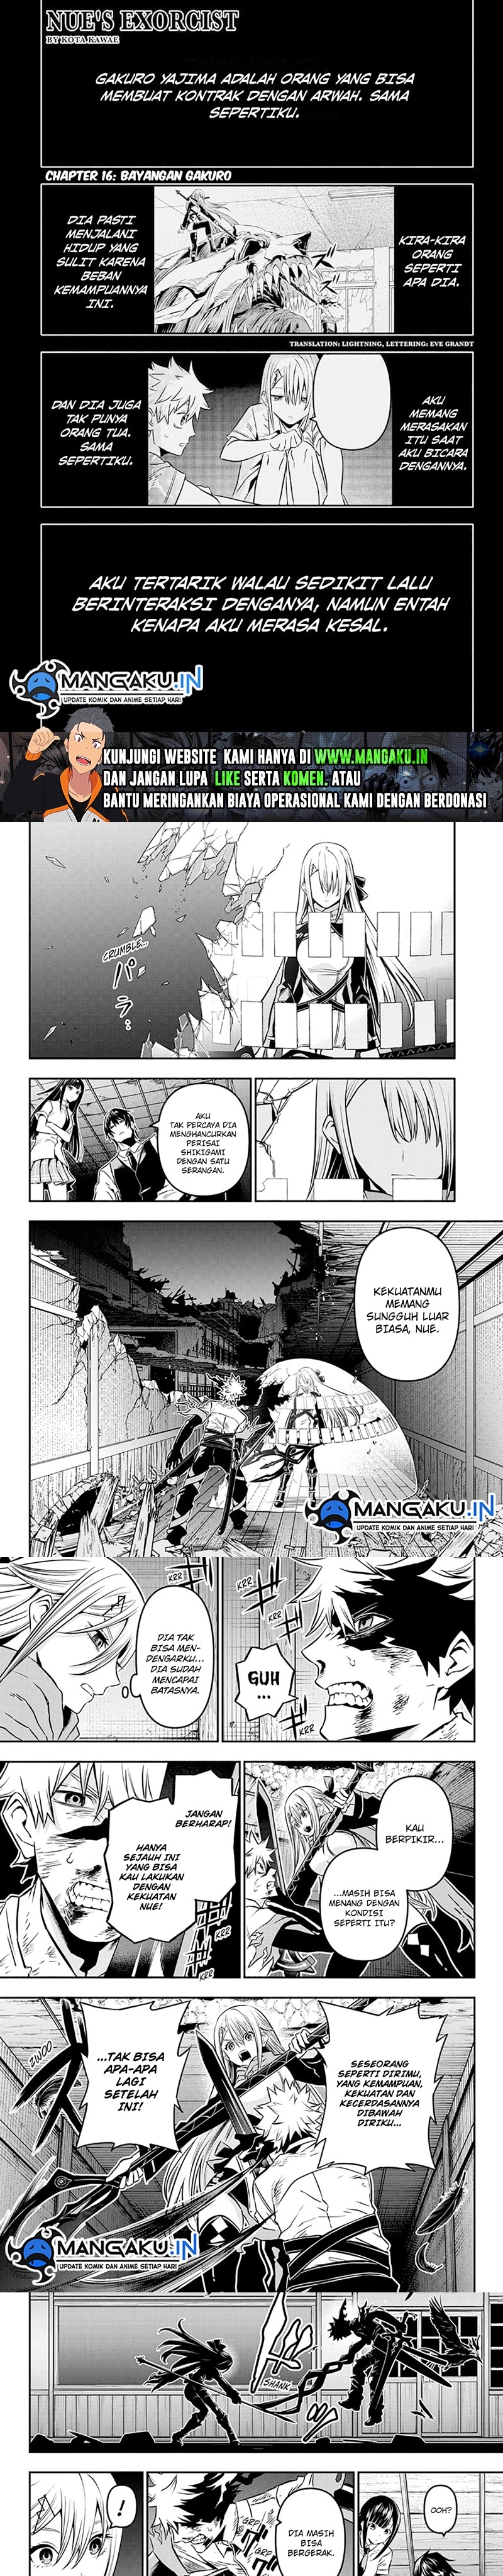 NUE'S EXORCIST
BY KOTA KAWAE
GAKURO YAJIMA ADALAH ORANG YANG BISA
MEMBUAT KONTRAK DENGAN ARWAH. SAMA
SEPERTIKU.
CHAPTER 16: BAYANGAN GAKURO
KIRA-KIRA
ORANG
SEPERTI
APA DIA.
DIA PASTI
MENJALANI
HIDUP YANG
SULIT KARENA
BEBAN
KEMAMPUANNYA
INI.
TRANSLATION: LIGHTNING, LETTERING: EVE GRANDT
AKU
MEMANG
MERASAKAN
ITU SAAT
AKU BICARA
DENGANNYA.
DAN DIA JUGA
TAK PUNYA
ORANG TUA.
SAMA
SEPERTIKU.
AKU TERTARIK WALAU SEDIKIT LALU
BERINTERAKSI DENGANYA, NAMUN ENTAH
KENAPA AKU MERASA KESAL.
MANGAKU.IN
UPDATE KOMIK DAN ANIME SETIAP HARI
KUNJUNGI WEBSITE KAMI HANYA DI WWW.MANGAKU.IN
DAN JANGAN LUPA LIKE SERTA KOMEN. ATAU
BANTU MERINGANKAN BIAYA OPERASIONAL KAMI DENGAN BERDONASI
CRUMBLE...
パラ…
AKU
TAK PERCAYA DIA
MENGHANCURKAN
PERISAI
SHIKIGAMI
DENGAN SATU
SERANGAN.
KEKUATANMU
MEMANG
SUNGGUH LUAR
BIASA, NUE.
MANGAKU.IN
UPDATE KOMIK DAN ANIME SETIAP HARI
KRR
KRR
GUH
...
KRR
DIA TAK
BISA MEN-
DENGARKU...
DIA SUDAH
MENCAPAI
BATASNYA.
KAU
BERPIKIR...
...MASIH BISA
MENANG DENGAN
KONDISI
SEPERTI ITU?
JANGAN
BERHARAP!
HANYA
SEJAUH INI
YANG BISA
KAU LAKUKAN
DENGAN
KEKUATAN
NUE!
KRR
KRR
SESEORANG
SEPERTI DIRIMU,
YANG KEMAMPUAN,
KEKUATAN DAN
KECERDASANNYA
DIBAWAH
DIRIKU...
...TAK BISA
APA-APA
LAGI
SETELAH
INI!
MANGAKU.IN
UPDATE KOMIK DAN ANIME SETIAP HARI
SHANK
OOH?
DIA MASIH
BISA
BERGERAK.
GRP
GRP
!